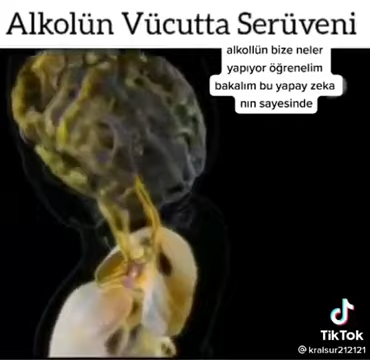 Alkolün Vücutta Serüveni
alkollün bize neler
yapıyor öğrenelim
bakalım bu yapay zeka
nın sayesinde
TikTok
@kralsur212121